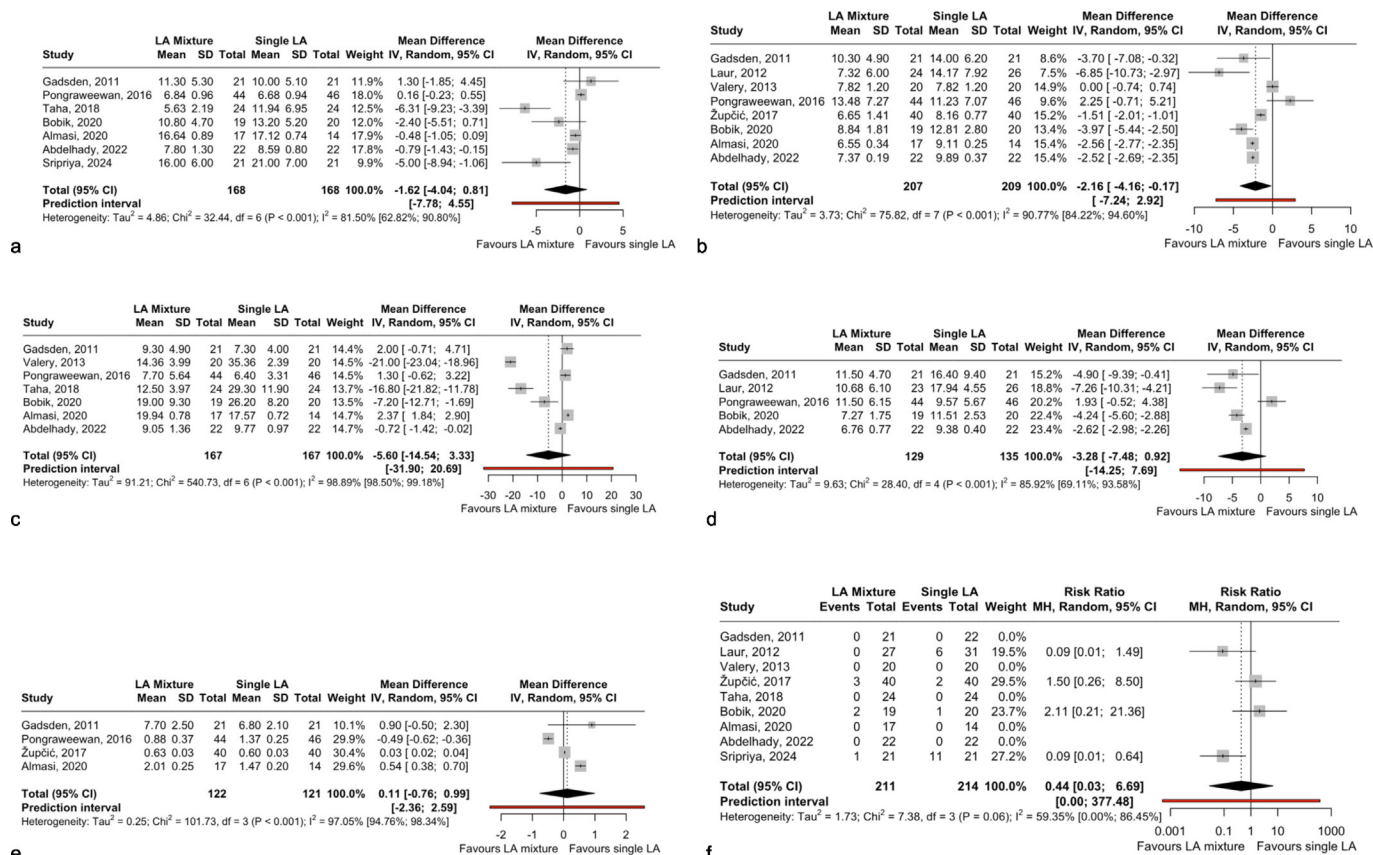 LA Mixture Single LA Mean Difference Mean Difference
Study Mean SD Total Mean SD Total Weight IV, Random, 95% CI IV, Random, 95% CI
Gadsden, 2011 11.30 5.30 21 10.00 5.10 21 11.9% 1.30 [-1.85; 4.45]
Pongraweewan, 2016 6.84 0.96 44 6.68 0.94 46 18.0% 0.16 [-0.23; 0.55]
Taha, 2018 5.63 2.19 24 11.94 6.95 24 12.5% -6.31 [-9.23; -3.39]
Bobik, 2020 10.80 4.70 19 13.20 5.20 20 12.0% -2.40 [-5.51; 0.71]
Almasi, 2020 16.64 0.89 17 17.12 0.74 14 17.8% -0.48 [-1.05; 0.09]
Abdelhady, 2022 7.80 1.30 22 8.59 0.80 22 17.7% -0.79 [-1.43; -0.15]
Sripriya, 2024 16.00 6.00 21 21.00 7.00 21 9.9% -5.00 [-8.94; -1.06]
Total (95% CI) 168 168 100.0% -1.62 [-4.04; 0.81]
Prediction interval [-7.78; 4.55]
Heterogeneity: Tau² = 4.86; Chi² = 32.44, df = 6 (P < 0.001); I² = 81.50% [62.82%; 90.80%]
-5 0 5
Favours LA mixture Favours single LA
a
LA Mixture Single LA Mean Difference Mean Difference
Study Mean SD Total Mean SD Total Weight IV, Random, 95% CI IV, Random, 95% CI
Gadsden, 2011 10.30 4.90 21 14.00 6.20 21 8.6% -3.70 [-7.08; -0.32]
Laur, 2012 7.32 6.00 24 14.17 7.92 26 7.5% -6.85 [-10.73; -2.97]
Valery, 2013 7.82 1.20 20 7.82 1.20 20 14.7% 0.00 [-0.74; 0.74]
Pongraweewan, 2016 13.48 7.27 44 11.23 7.07 46 9.6% 2.25 [-0.71; 5.21]
Župčić, 2017 6.65 1.41 40 8.16 0.77 40 15.1% -1.51 [-2.01; -1.01]
Bobik, 2020 8.84 1.81 19 12.81 2.80 20 13.0% -3.97 [-5.44; -2.50]
Almasi, 2020 6.55 0.34 17 9.11 0.25 14 15.4% -2.56 [-2.77; -2.35]
Abdelhady, 2022 7.37 0.19 22 9.89 0.37 22 15.4% -2.52 [-2.69; -2.35]
Total (95% CI) 207 209 100.0% -2.16 [-4.16; -0.17]
Prediction interval [ -7.24; 2.92]
Heterogeneity: Tau² = 3.73; Chi² = 75.82, df = 7 (P < 0.001); I² = 90.77% [84.22%; 94.60%]
-10 -5 0 5 10
Favours LA mixture Favours single LA
b
LA Mixture Single LA Mean Difference Mean Difference
Study Mean SD Total Mean SD Total Weight IV, Random, 95% CI IV, Random, 95% CI
Gadsden, 2011 9.30 4.90 21 7.30 4.00 21 14.4% 2.00 [ -0.71; 4.71]
Valery, 2013 14.36 3.99 20 35.36 2.39 20 14.5% -21.00 [-23.04; -18.96]
Pongraweewan, 2016 7.70 5.64 44 6.40 3.31 46 14.5% 1.30 [ -0.62; 3.22]
Taha, 2018 12.50 3.97 24 29.30 11.90 24 13.7% -16.80 [-21.82; -11.78]
Bobik, 2020 19.00 9.30 19 26.20 8.20 20 13.5% -7.20 [-12.71; -1.69]
Almasi, 2020 19.94 0.78 17 17.57 0.72 14 14.7% 2.37 [ 1.84; 2.90]
Abdelhady, 2022 9.05 1.36 22 9.77 0.97 22 14.7% -0.72 [ -1.42; -0.02]
Total (95% CI) 167 167 100.0% -5.60 [-14.54; 3.33]
Prediction interval [-31.90; 20.69]
Heterogeneity: Tau² = 91.21; Chi² = 540.73, df = 6 (P < 0.001); I² = 98.89% [98.50%; 99.18%]
-30 -20 -10 0 10 20 30
Favours LA mixture Favours single LA
c
LA Mixture Single LA Mean Difference Mean Difference
Study Mean SD Total Mean SD Total Weight IV, Random, 95% CI IV, Random, 95% CI
Gadsden, 2011 11.50 4.70 21 16.40 9.40 21 15.2% -4.90 [-9.39; -0.41]
Laur, 2012 10.68 6.10 23 17.94 4.55 26 18.8% -7.26 [-10.31; -4.21]
Pongraweewan, 2016 11.50 6.15 44 9.57 5.67 46 20.2% 1.93 [-0.52; 4.38]
Bobik, 2020 7.27 1.75 19 11.51 2.53 20 22.5% -4.24 [-5.60; -2.88]
Abdelhady, 2022 6.76 0.77 22 9.38 0.40 22 23.4% -2.62 [-2.98; -2.26]
Total (95% CI) 129 135 100.0% -3.28 [-7.48; 0.92]
Prediction interval [-14.25; 7.69]
Heterogeneity: Tau² = 9.63; Chi² = 28.40, df = 4 (P < 0.001); I² = 85.92% [69.11%; 93.58%]
-10 -5 0 5 10
Favours LA mixture Favours single LA
d
LA Mixture Single LA Mean Difference Mean Difference
Study Mean SD Total Mean SD Total Weight IV, Random, 95% CI IV, Random, 95% CI
Gadsden, 2011 7.70 2.50 21 6.80 2.10 21 10.1% 0.90 [-0.50; 2.30]
Pongraweewan, 2016 0.88 0.37 44 1.37 0.25 46 29.9% -0.49 [-0.62; -0.36]
Župčić, 2017 0.63 0.03 40 0.60 0.03 40 30.4% 0.03 [0.02; 0.04]
Almasi, 2020 2.01 0.25 17 1.47 0.20 14 29.6% 0.54 [0.38; 0.70]
Total (95% CI) 122 121 100.0% 0.11 [-0.76; 0.99]
Prediction interval [-2.36; 2.59]
Heterogeneity: Tau² = 0.25; Chi² = 101.73, df = 3 (P < 0.001); I² = 97.05% [94.76%; 98.34%]
-2 -1 0 1 2
Favours LA mixture Favours single LA
e
LA Mixture Single LA Risk Ratio Risk Ratio
Study Events Total Events Total Weight MH, Random, 95% CI MH, Random, 95% CI
Gadsden, 2011 0 21 0 22 0.0%
Laur, 2012 0 27 6 31 19.5% 0.09 [0.01; 1.49]
Valery, 2013 0 20 0 20 0.0%
Župčić, 2017 3 40 2 40 29.5% 1.50 [0.26; 8.50]
Taha, 2018 0 24 0 24 0.0%
Bobik, 2020 2 19 1 20 23.7% 2.11 [0.21; 21.36]
Almasi, 2020 0 17 0 14 0.0%
Abdelhady, 2022 0 22 0 22 0.0%
Sripriya, 2024 1 21 11 21 27.2% 0.09 [0.01; 0.64]
Total (95% CI) 211 214 100.0% 0.44 [0.03; 6.69]
Prediction interval [0.00; 377.48]
Heterogeneity: Tau² = 1.73; Chi² = 7.38, df = 3 (P = 0.06); I² = 59.35% [0.00%; 86.45%]
0.001 0.1 1 10 1000
Favours LA mixture Favours single LA
f